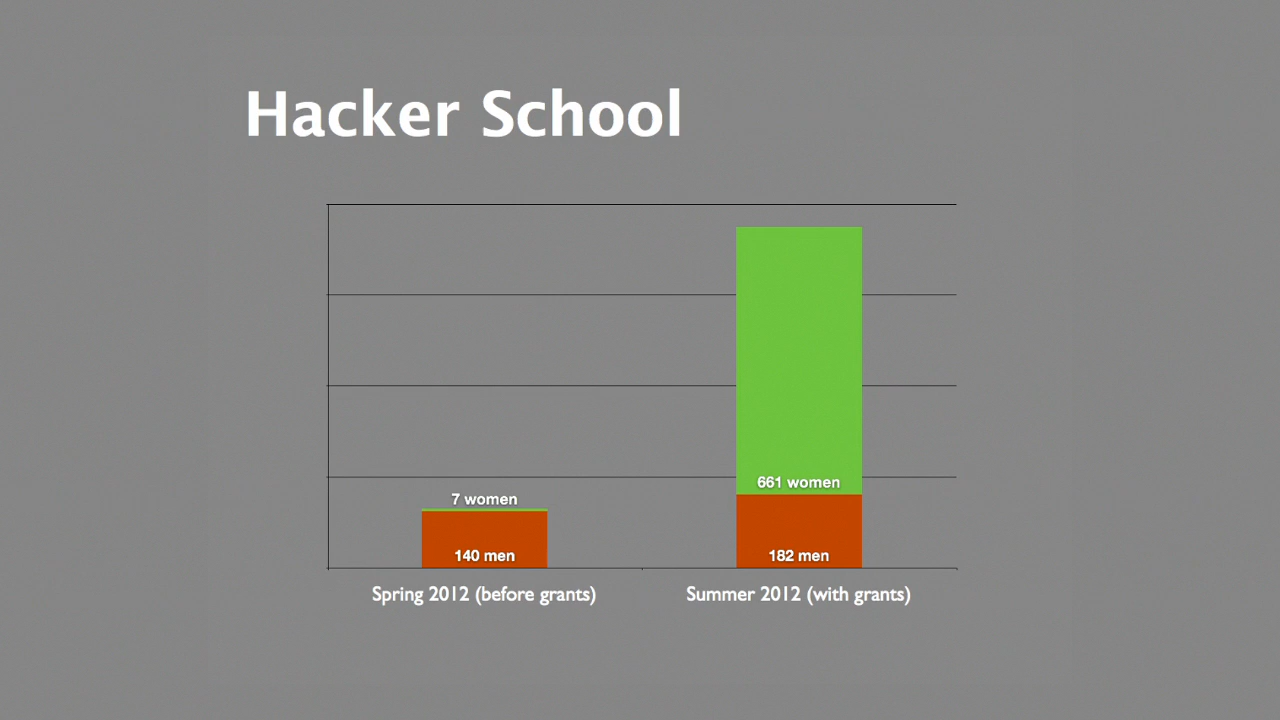 Hacker School
7 women
140 men
661 women
182 men
Spring 2012 (before grants)
Summer 2012 (with grants)